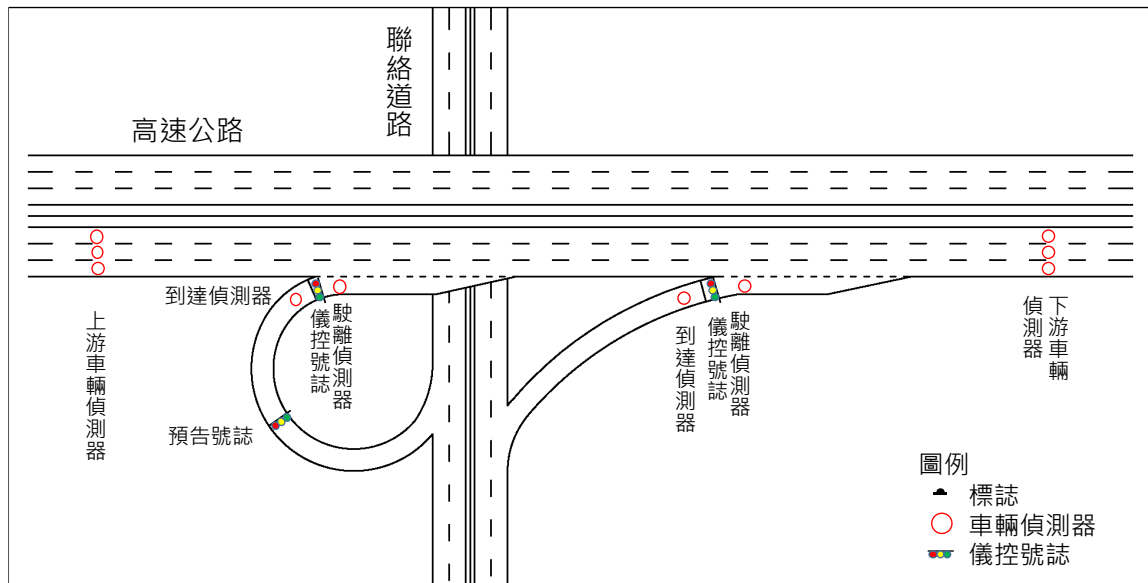 聯絡道路
高速公路
到達偵測器
上游車輛偵測器
儀控號誌
駛離偵測器
預告號誌
到達偵測器
儀控號誌
駛離偵測器
下游車輛
偵測器
圖例
標誌
車輛偵測器
儀控號誌